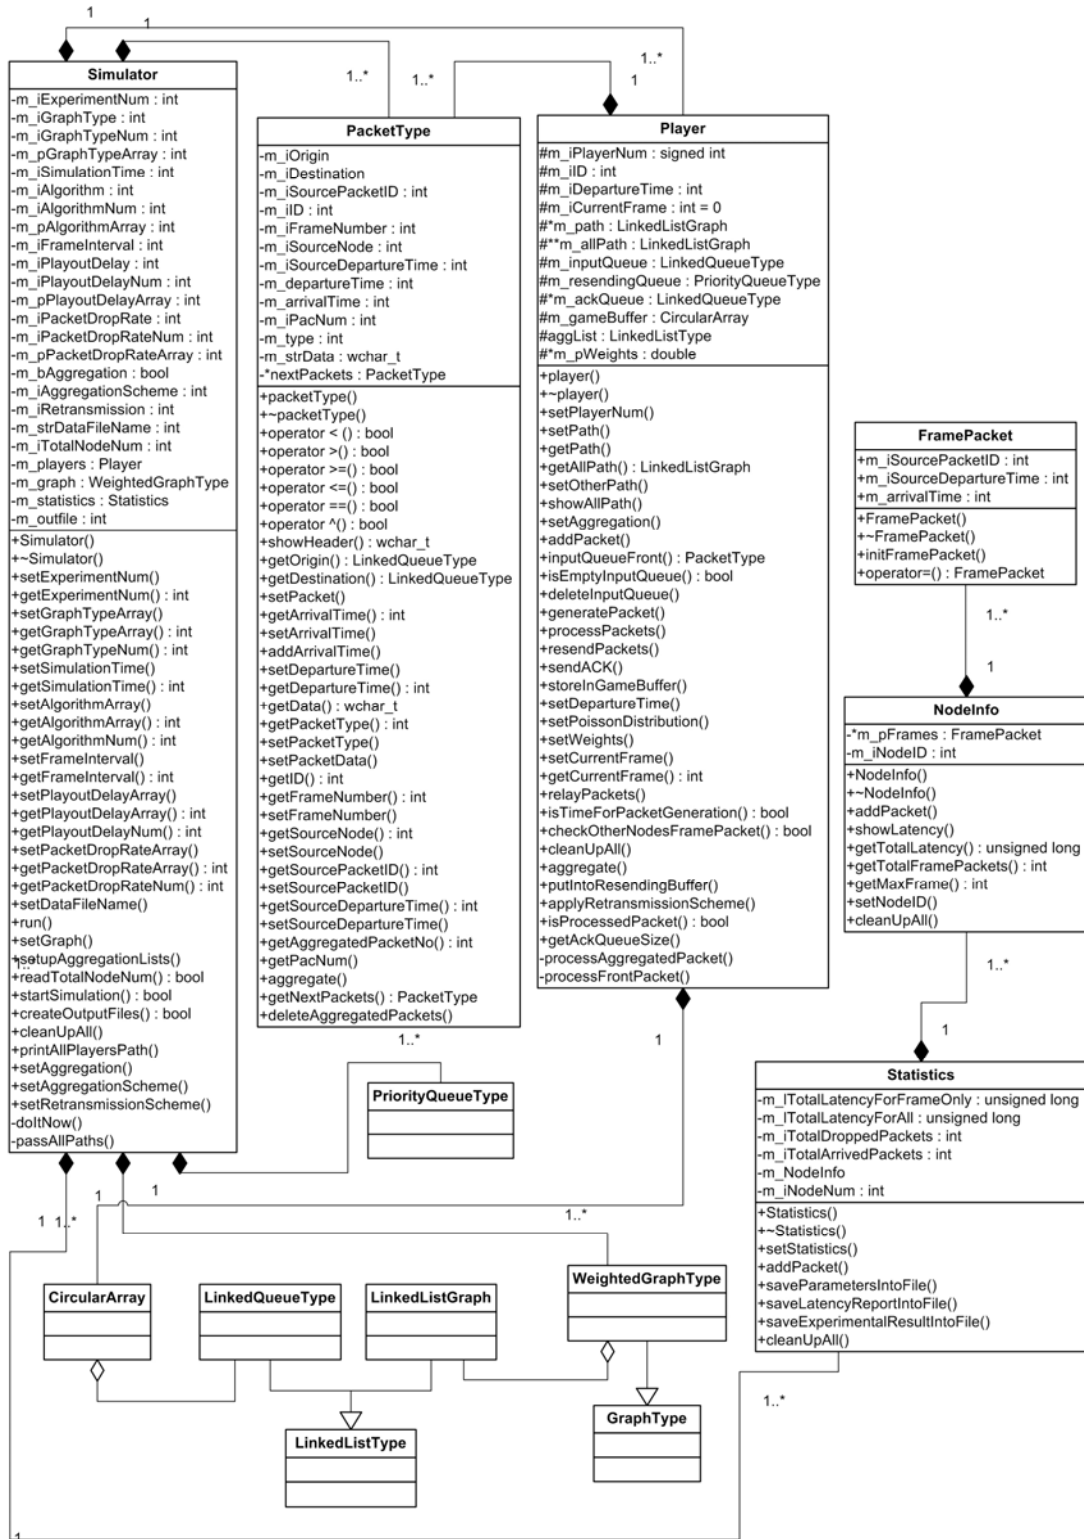 1
1
1..*
1..*
1
1..*
Simulator
-m_iExperimentNum : int
-m_iGraphType : int
-m_iGraphTypeNum : int
-m_pGraphTypeArray : int
-m_iSimulationTime : int
-m_iAlgorithm : int
-m_iAlgorithmNum : int
-m_pAlgorithmArray : int
-m_iFrameInterval : int
-m_iPlayoutDelay : int
-m_iPlayoutDelayNum : int
-m_pPlayoutDelayArray : int
-m_iPacketDropRate : int
-m_iPacketDropRateNum : int
-m_pPacketDropRateArray : int
-m_bAggregation : bool
-m_iAggregationScheme : int
-m_iRetransmission : int
-m_strDataFileName : int
-m_iTotalNodeNum : int
-m_players : Player
-m_graph : WeightedGraphType
-m_statistics : Statistics
-m_outfile : int
+Simulator()
+~Simulator()
+setExperimentNum()
+getExperimentNum() : int
+setGraphTypeArray()
+getGraphTypeArray() : int
+getGraphTypeNum() : int
+setSimulationTime()
+getSimulationTime() : int
+setAlgorithmArray()
+getAlgorithmArray() : int
+getAlgorithmNum() : int
+setFrameInterval()
+getFrameInterval() : int
+setPlayoutDelayArray()
+getPlayoutDelayArray() : int
+getPlayoutDelayNum() : int
+setPacketDropRateArray()
+getPacketDropRateArray() : int
+getPacketDropRateNum() : int
+setDataFileName()
+run()
+setGraph()
+setupAggregationLists()
1..*
+readTotalNodeNum() : bool
+startSimulation() : bool
+createOutputFiles() : bool
+cleanUpAll()
+printAllPlayersPath()
+setAggregation()
+setAggregationScheme()
+setRetransmissionScheme()
-doItNow()
-passAllPaths()
PacketType
-m_iOrigin
-m_iDestination
-m_iSourcePacketID : int
-m_iID : int
-m_iFrameNumber : int
-m_iSourceNode : int
-m_iSourceDepartureTime : int
-m_departureTime : int
-m_arrivalTime : int
-m_iPacNum : int
-m_type : int
-m_strData : wchar_t
-*nextPackets : PacketType
+packetType()
+~packetType()
+operator < () : bool
+operator >() : bool
+operator >=() : bool
+operator <=() : bool
+operator ==() : bool
+operator ^() : bool
+showHeader() : wchar_t
+getOrigin() : LinkedQueueType
+getDestination() : LinkedQueueType
+setPacket()
+getArrivalTime() : int
+setArrivalTime()
+addArrivalTime()
+setDepartureTime()
+getDepartureTime() : int
+getData() : wchar_t
+getPacketType() : int
+setPacketType()
+setPacketData()
+getID() : int
+getFrameNumber() : int
+setFrameNumber()
+getSourceNode() : int
+setSourceNode()
+getSourcePacketID() : int
+setSourcePacketID()
+getSourceDepartureTime() : int
+setSourceDepartureTime()
+getAggregatedPacketNo() : int
+getPacNum()
+aggregate()
+getNextPackets() : PacketType
+deleteAggregatedPackets()
Player
#m_iPlayerNum : signed int
#m_iID : int
#m_iDepartureTime : int
#m_iCurrentFrame : int = 0
#*m_path : LinkedListGraph
#**m_allPath : LinkedListGraph
#m_inputQueue : LinkedQueueType
#m_resendingQueue : PriorityQueueType
#*m_ackQueue : LinkedQueueType
#m_gameBuffer : CircularArray
#aggList : LinkedListType
#*m_pWeights : double
+player()
+~player()
+setPlayerNum()
+setPath()
+getPath()
+getAllPath() : LinkedListGraph
+setOtherPath()
+showAllPath()
+setAggregation()
+addPacket()
+inputQueueFront() : PacketType
+isEmptyInputQueue() : bool
+deleteInputQueue()
+generatePacket()
+processPackets()
+resendPackets()
+sendACK()
+storeInGameBuffer()
+setDepartureTime()
+setPoissonDistribution()
+setWeights()
+setCurrentFrame()
+getCurrentFrame() : int
+relayPackets()
+isTimeForPacketGeneration() : bool
+checkOtherNodesFramePacket() : bool
+cleanUpAll()
+aggregate()
+putIntoResendingBuffer()
+applyRetransmissionScheme()
+isProcessedPacket() : bool
+getAckQueueSize()
-processAggregatedPacket()
-processFrontPacket()
FramePacket
+m_iSourcePacketID : int
+m_iSourceDepartureTime : int
+m_arrivalTime : int
+FramePacket()
+~FramePacket()
+initFramePacket()
+operator=() : FramePacket
1..*
1
NodeInfo
-*m_pFrames : FramePacket
-m_iNodeID : int
+NodeInfo()
+~NodeInfo()
+addPacket()
+showLatency()
+getTotalLatency() : unsigned long
+getTotalFramePackets() : int
+getMaxFrame() : int
+setNodeID()
+cleanUpAll()
1..*
1
Statistics
-m_lTotalLatencyForFrameOnly : unsigned long
-m_lTotalLatencyForAll : unsigned long
-m_iTotalDroppedPackets : int
-m_iTotalArrivedPackets : int
-m_NodeInfo
-m_iNodeNum : int
+Statistics()
+~Statistics()
+setStatistics()
+addPacket()
+saveParametersIntoFile()
+saveLatencyReportIntoFile()
+saveExperimentalResultIntoFile()
+cleanUpAll()
1..*
1
1..*
PriorityQueueType
1
1
1..*
1..*
CircularArray
LinkedQueueType
LinkedListGraph
WeightedGraphType
LinkedListType
GraphType
1